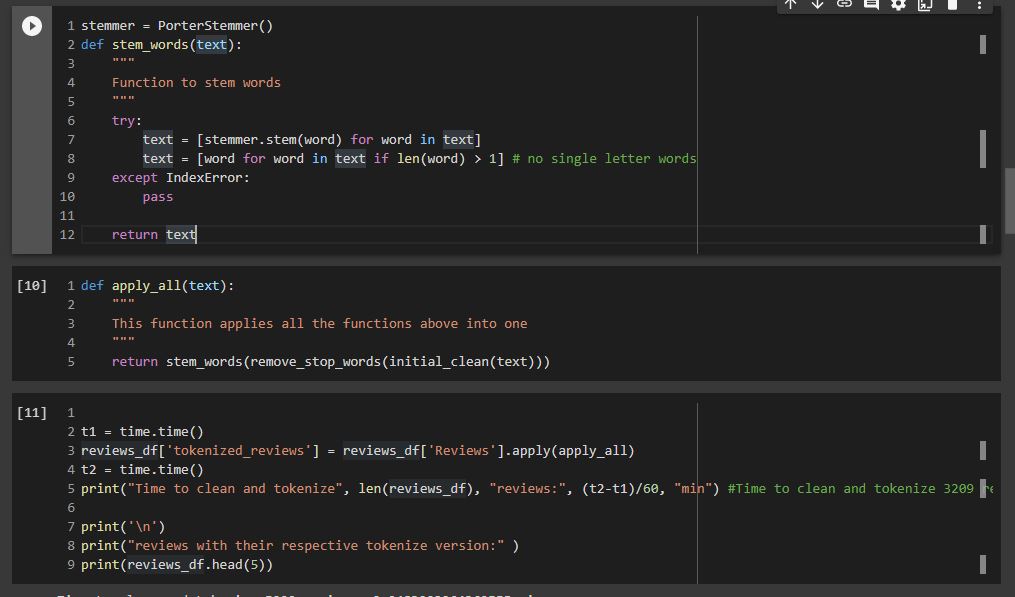 1 stemmer = PorterStemmer()
2 def stem_words(text):
3     """
4     Function to stem words
5     """
6     try:
7         text = [stemmer.stem(word) for word in text]
8         text = [word for word in text if len(word) > 1] # no single letter words
9     except IndexError:
10         pass
11
12     return text
[10] 1 def apply_all(text):
2     """
3     This function applies all the functions above into one
4     """
5     return stem_words(remove_stop_words(initial_clean(text)))
[11] 1
2 t1 = time.time()
3 reviews_df['tokenized_reviews'] = reviews_df['Reviews'].apply(apply_all)
4 t2 = time.time()
5 print("Time to clean and tokenize", len(reviews_df), "reviews:", (t2-t1)/60, "min") #Time to clean and tokenize 3209
6
7 print('\n')
8 print("reviews with their respective tokenize version:" )
9 print(reviews_df.head(5))